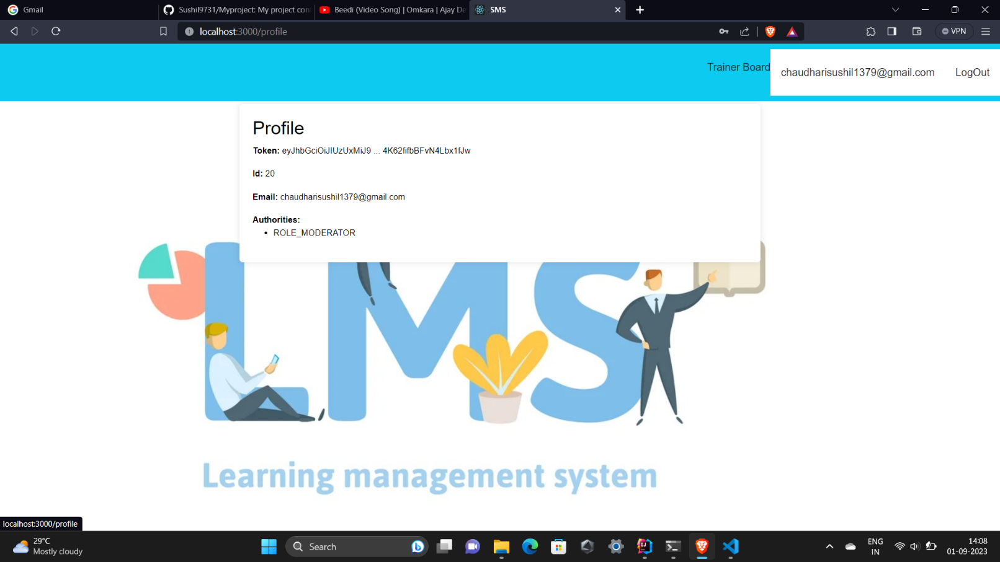 Gmail
Sushil9731/Myproject: My project con
Beedi (Video Song) | Omkara | Ajay De
SMS
localhost:3000/profile
VPN
Trainer Board
chaudharisushil1379@gmail.com
LogOut
Profile
Token: eyJhbGciOiJIUzUxMiJ9 ... 4K62fifbBFvN4Lbx1fJw
Id: 20
Email: chaudharisushil1379@gmail.com
Authorities:
• ROLE_MODERATOR
LMS
Learning management system
localhost:3000/profile
29°C
Mostly cloudy
Search
ENG
IN
14:08
01-09-2023